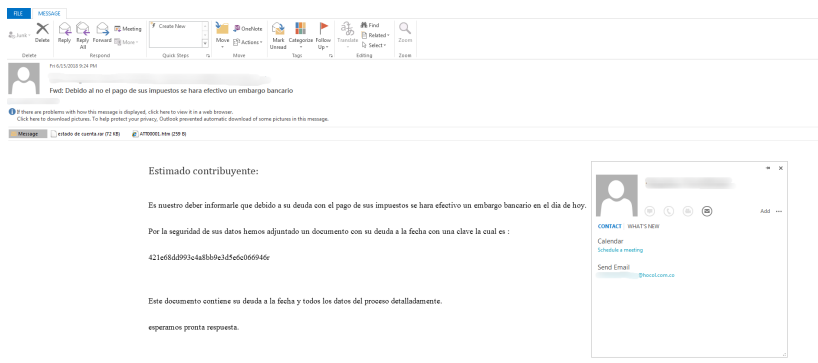 FILE MESSAGE
Junk Delete Reply Reply All Forward Meeting More Create New Move OneNote Actions Mark Unread Categorize Follow Up Translate Find Related Select Zoom
Delete Respond Quick Steps Move Tags Editing Zoom
Fri 6/15/2018 9:24 PM
Fwd: Debido al no el pago de sus impuestos se hara efectivo un embargo bancario
If there are problems with how this message is displayed, click here to view it in a web browser.
Click here to download pictures. To help protect your privacy, Outlook prevented automatic download of some pictures in this message.
Message estado de cuenta.rar (72 KB) ATT00001.htm (259 B)
Estimado contribuyente:
Es nuestro deber informarle que debido a su deuda con el pago de sus impuestos se hara efectivo un embargo bancario en el dia de hoy.
Por la seguridad de sus datos hemos adjuntado un documento con su deuda a la fecha con una clave la cual es :
421e68dd993c4a8bb9e3d5e6c066946r
Este documento contiene su deuda a la fecha y todos los datos del proceso detalladamente.
esperamos pronta respuesta.
Add
CONTACT WHAT'S NEW
Calendar
Schedule a meeting
Send Email
@hocol.com.co